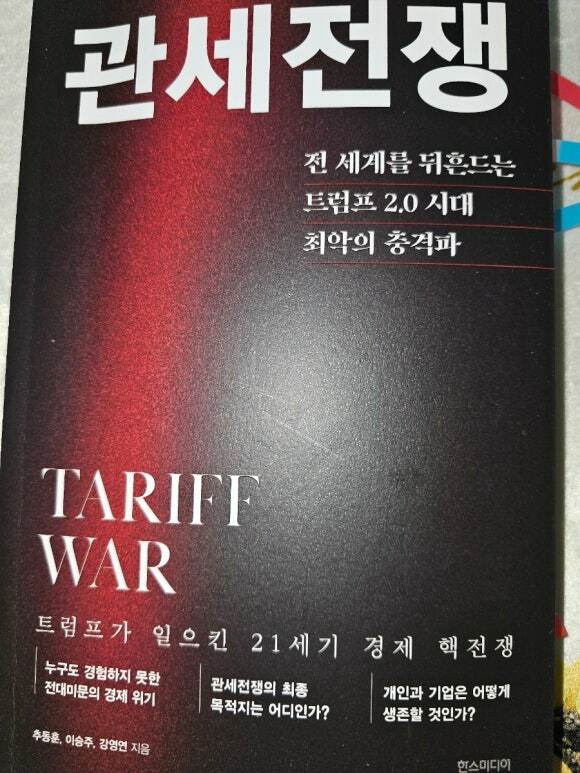 관세전쟁
전 세계를 뒤흔드는
트럼프 2.0 시대
최악의 충격파
TARIFF
WAR
트럼프가 일으킨 21세기 경제 핵전쟁
누구도 경험하지 못한
전대미문의 경제 위기
관세전쟁의 최종
목적지는 어디인가?
개인과 기업은 어떻게
생존할 것인가?
추동훈, 이승주, 강영연 지음
한스미디어